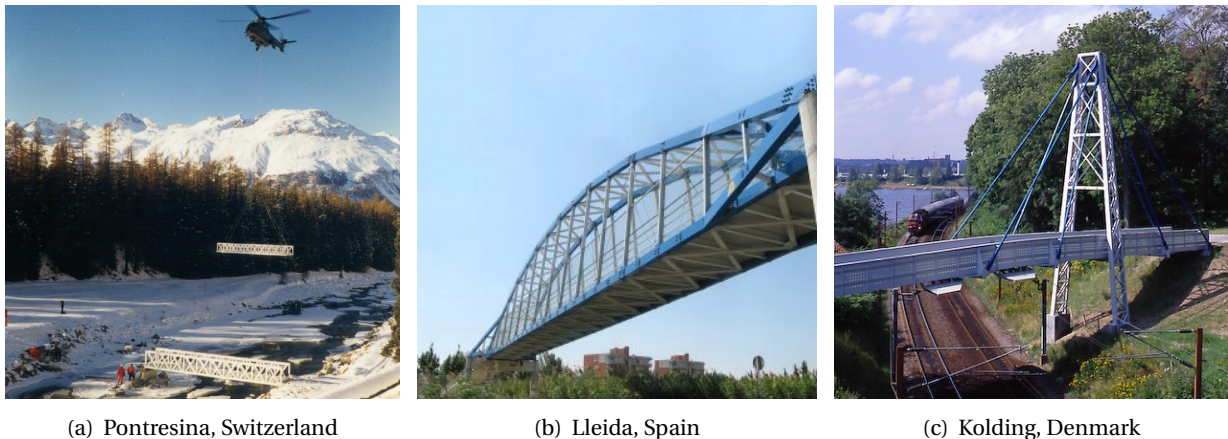 (a) Pontresina, Switzerland
(b) Lleida, Spain
(c) Kolding, Denmark